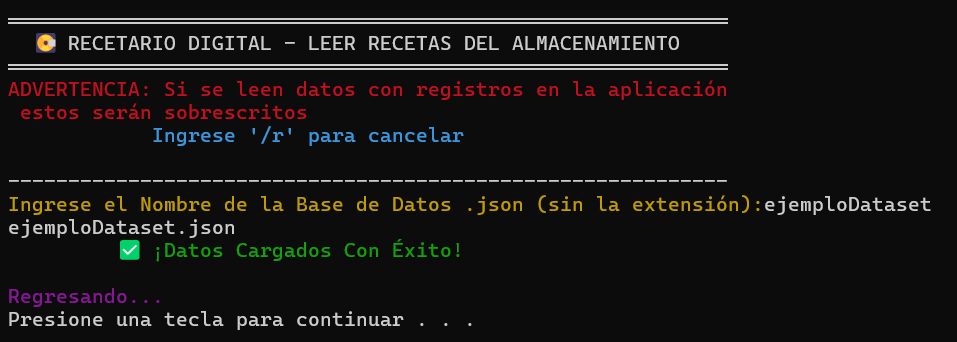 RECETARIO DIGITAL - LEER RECETAS DEL ALMACENAMIENTO
ADVERTENCIA: Si se leen datos con registros en la aplicación
estos serán sobrescritos
Ingrese '/r' para cancelar
------------------------------------------------------------
Ingrese el Nombre de la Base de Datos .json (sin la extensión):ejemploDataset
ejemploDataset.json
✅ ¡Datos Cargados Con Éxito!
Regresando...
Presione una tecla para continuar . . .